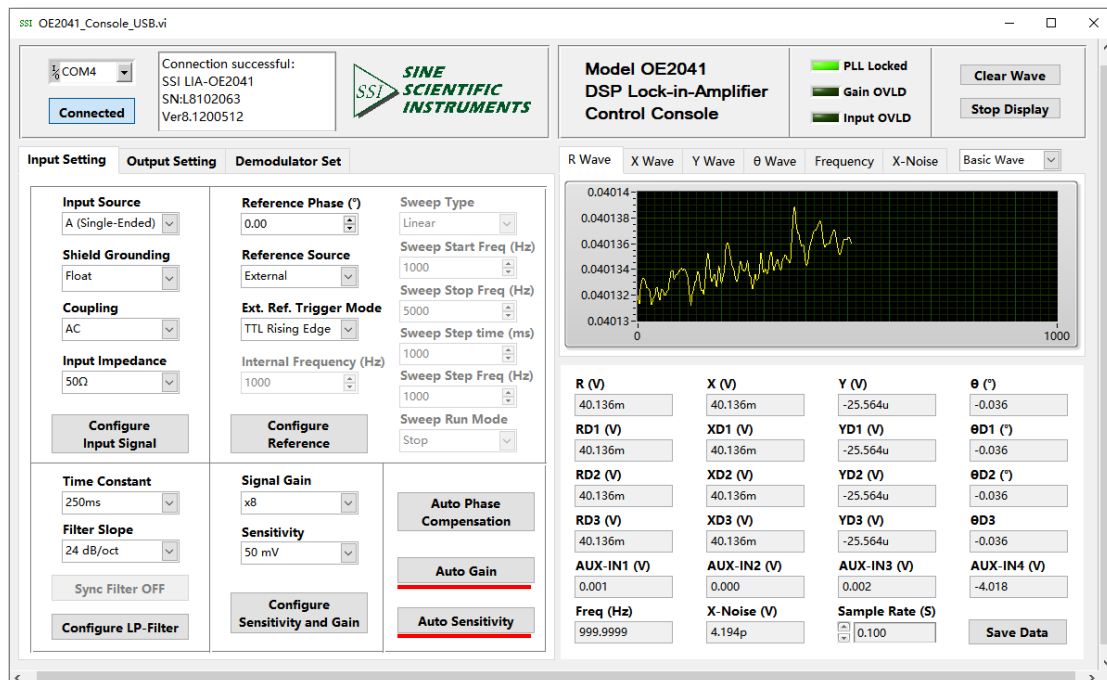 SSI OE2041_Console_USB.vi
I/O COM4
Connected
Connection successful:
SSI LIA-OE2041
SN:L8102063
Ver8.1200512
SSI
SINE
SCIENTIFIC
INSTRUMENTS
Model OE2041
DSP Lock-in-Amplifier
Control Console
PLL Locked
Gain OVLD
Input OVLD
Clear Wave
Stop Display
Input Setting
Output Setting
Demodulator Set
Input Source
A (Single-Ended)
Shield Grounding
Float
Coupling
AC
Input Impedance
50Ω
Configure
Input Signal
Reference Phase (°)
0.00
Reference Source
External
Ext. Ref. Trigger Mode
TTL Rising Edge
Internal Frequency (Hz)
1000
Configure
Reference
Sweep Type
Linear
Sweep Start Freq (Hz)
1000
Sweep Stop Freq (Hz)
5000
Sweep Step time (ms)
1000
Sweep Step Freq (Hz)
1000
Sweep Run Mode
Stop
Time Constant
250ms
Filter Slope
24 dB/oct
Sync Filter OFF
Configure LP-Filter
Signal Gain
x8
Sensitivity
50 mV
Configure
Sensitivity and Gain
Auto Phase
Compensation
Auto Gain
Auto Sensitivity
R Wave
X Wave
Y Wave
θ Wave
Frequency
X-Noise
Basic Wave
0.04014
0.040138
0.040136
0.040134
0.040132
0.04013
0
1000
R (V) X (V) Y (V) θ (°)
40.136m 40.136m -25.564u -0.036
RD1 (V) XD1 (V) YD1 (V) θD1 (°)
40.136m 40.136m -25.564u -0.036
RD2 (V) XD2 (V) YD2 (V) θD2 (°)
40.136m 40.136m -25.564u -0.036
RD3 (V) XD3 (V) YD3 (V) θD3
40.136m 40.136m -25.564u -0.036
AUX-IN1 (V) AUX-IN2 (V) AUX-IN3 (V) AUX-IN4 (V)
0.001 0.000 0.002 -4.018
Freq (Hz) X-Noise (V) Sample Rate (S)
999.9999 4.194p 0.100 Save Data